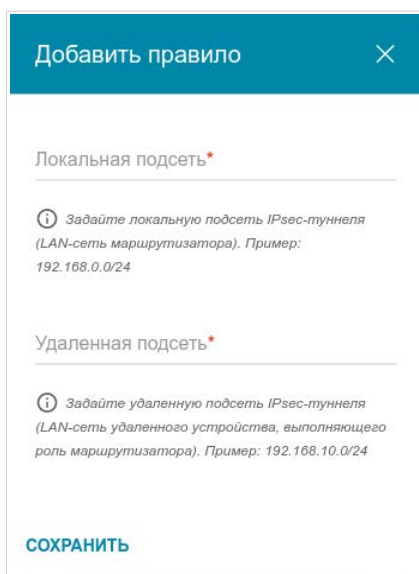 Добавить правило
Локальная подсеть*
Задайте локальную подсеть IPsec-туннеля
(LAN-сеть маршрутизатора). Пример:
192.168.0.0/24
Удаленная подсеть*
Задайте удаленную подсеть IPsec-туннеля
(LAN-сеть удаленного устройства, выполняющего
роль маршрутизатора). Пример: 192.168.10.0/24
СОХРАНИТЬ